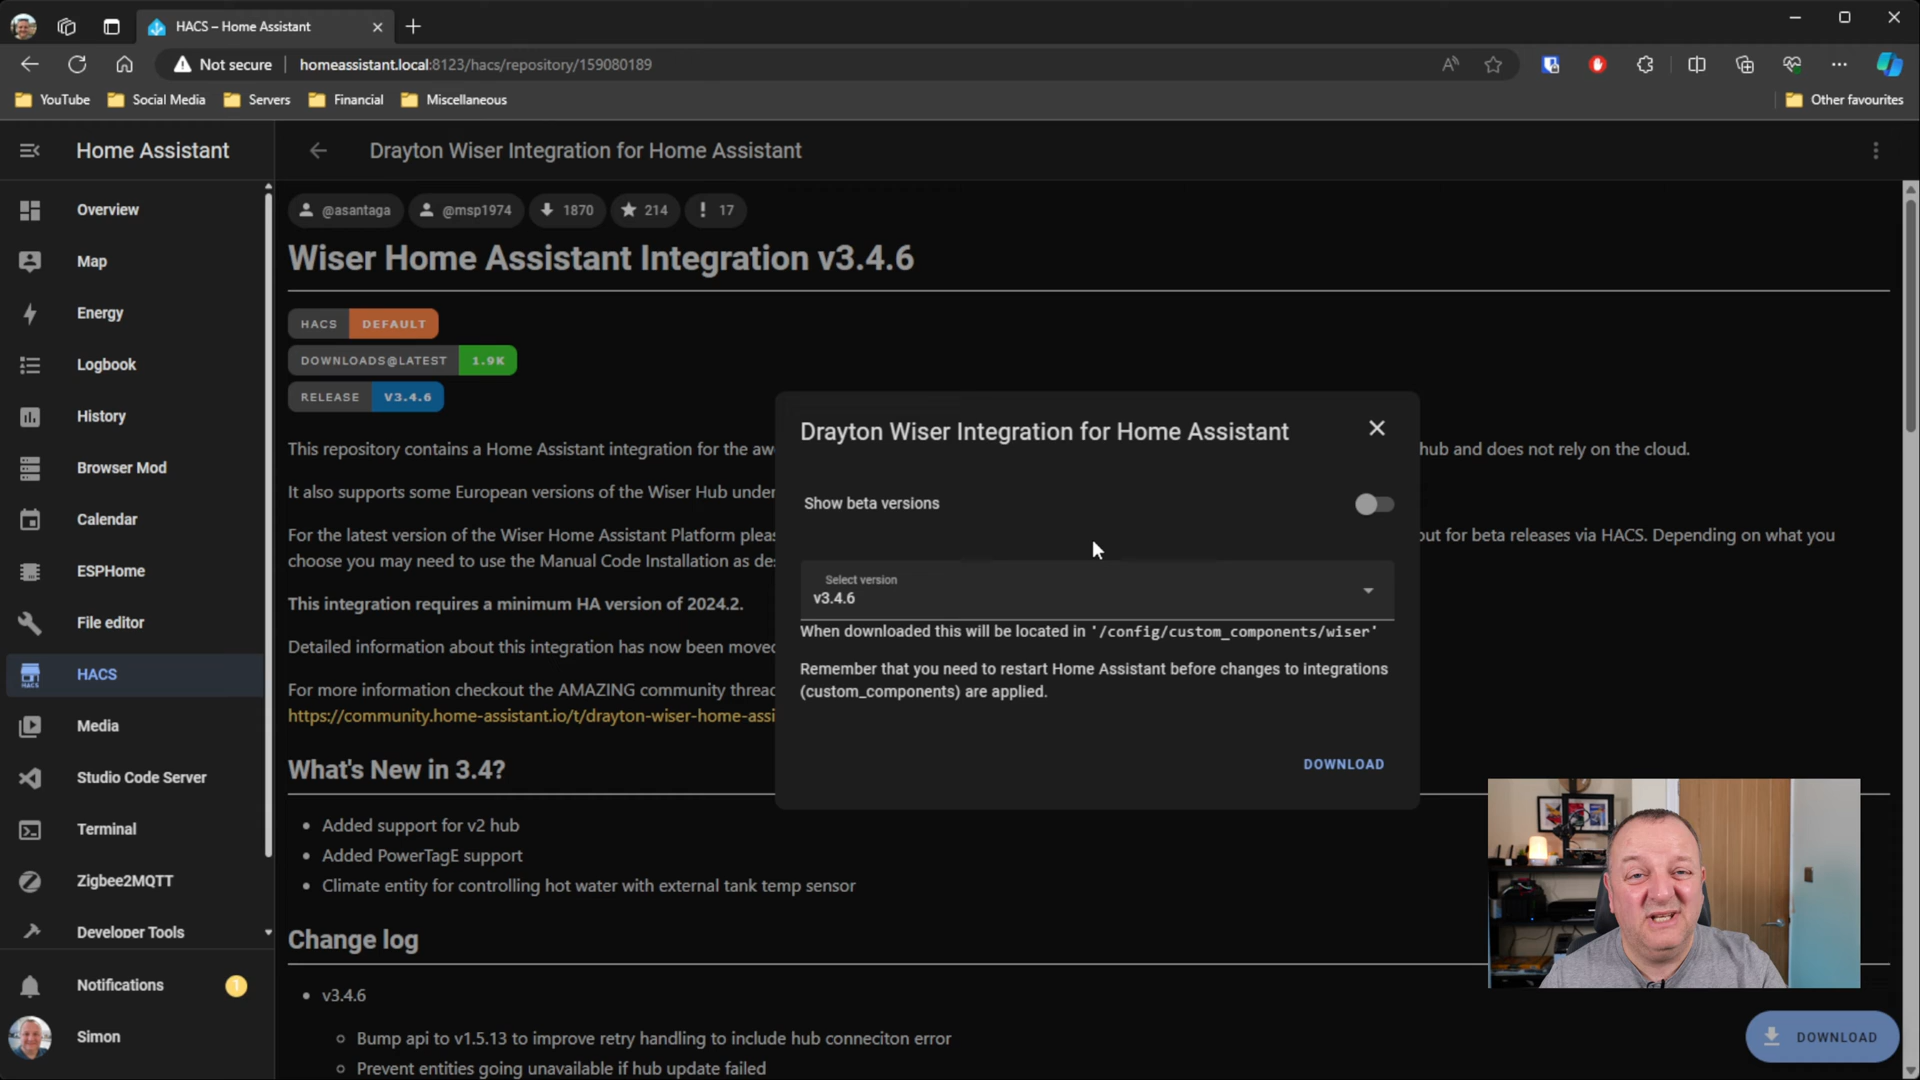 HACS – Home Assistant
Not secure
homeassistant.local:8123/hacs/repository/159080189
YouTube
Social Media
Servers
Financial
Miscellaneous
Other favourites
Home Assistant
Drayton Wiser Integration for Home Assistant
Overview
Map
Energy
Logbook
History
Browser Mod
Calendar
ESPHome
File editor
HACS
Media
Studio Code Server
Terminal
Zigbee2MQTT
Developer Tools
Notifications
1
Simon
@asantaga
@msp1974
1870
214
17
Wiser Home Assistant Integration v3.4.6
HACS DEFAULT
DOWNLOADS@LATEST 1.9K
RELEASE V3.4.6
This repository contains a Home Assistant integration for the aw
hub and does not rely on the cloud.
It also supports some European versions of the Wiser Hub under
For the latest version of the Wiser Home Assistant Platform pleas
out for beta releases via HACS. Depending on what you
choose you may need to use the Manual Code Installation as des
This integration requires a minimum HA version of 2024.2.
Detailed information about this integration has now been moved
For more information checkout the AMAZING community thread
https://community.home-assistant.io/t/drayton-wiser-home-assi
What's New in 3.4?
Added support for v2 hub
Added PowerTagE support
Climate entity for controlling hot water with external tank temp sensor
Change log
v3.4.6
Bump api to v1.5.13 to improve retry handling to include hub conneciton error
Prevent entities going unavailable if hub update failed
Drayton Wiser Integration for Home Assistant
Show beta versions
Select version
v3.4.6
When downloaded this will be located in '/config/custom_components/wiser'
Remember that you need to restart Home Assistant before changes to integrations
(custom_components) are applied.
DOWNLOAD
DOWNLOAD